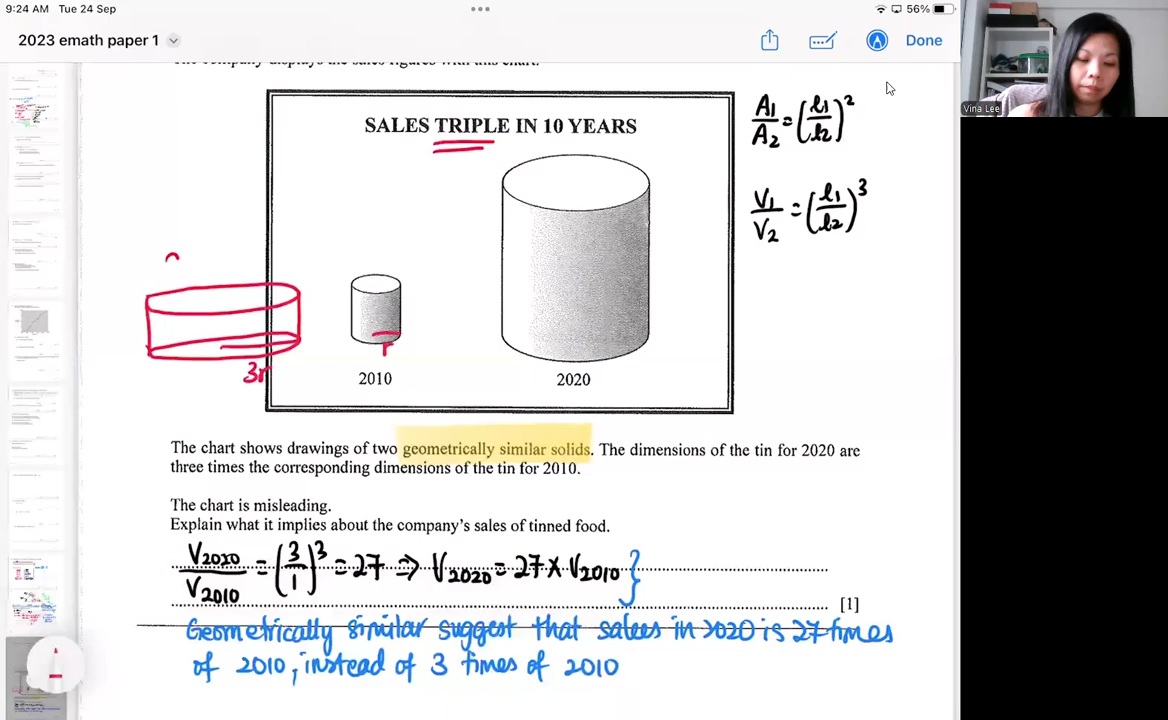 9:24 AM Tue 24 Sep
56%
2023 emath paper 1
Done
Vina Lee
SALES TRIPLE IN 10 YEARS
A1/A2 = (l1/l2)²
V1/V2 = (l1/l2)³
r
3r
2010
2020
The chart shows drawings of two geometrically similar solids. The dimensions of the tin for 2020 are
three times the corresponding dimensions of the tin for 2010.
The chart is misleading.
Explain what it implies about the company's sales of tinned food.
V2020/V2010 = (3/1)³ = 27 ⇒ V2020 = 27 × V2010 }
[1]
Geometrically similar suggest that sales in 2020 is 27 times
of 2010, instead of 3 times of 2010